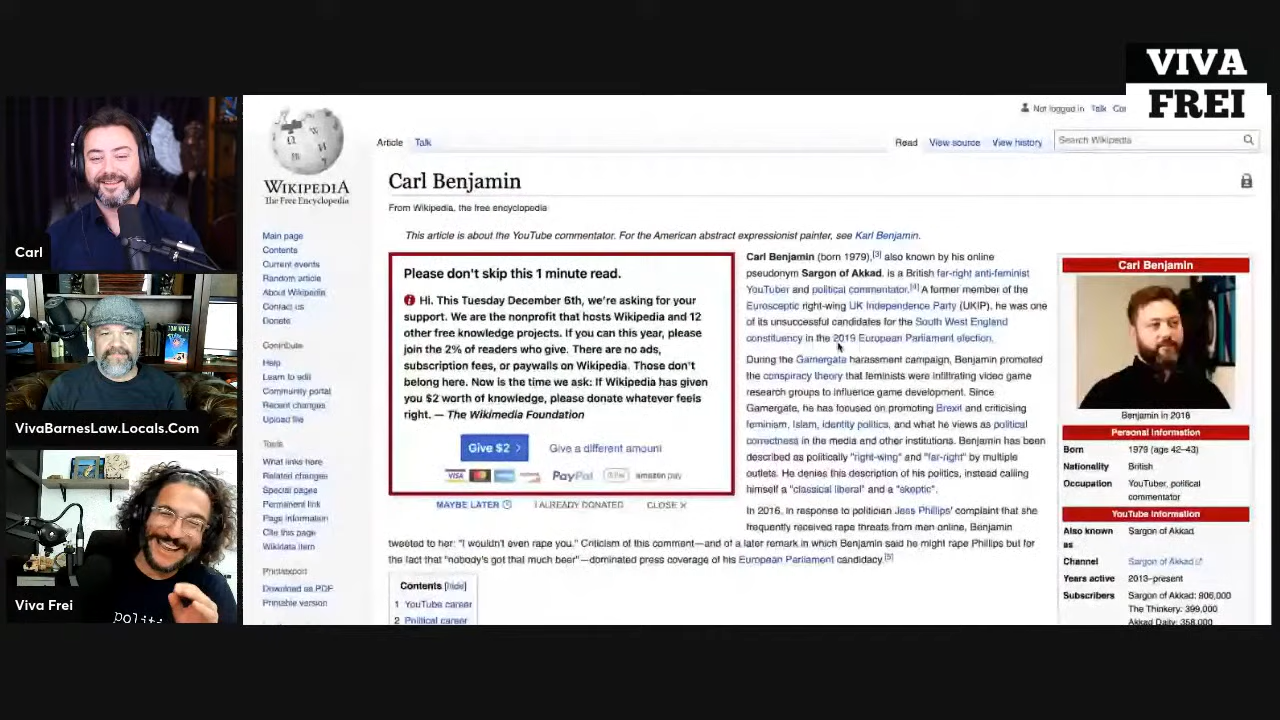 VIVA
FREI
Carl
VivaBarnesLaw.Locals.Com
Viva Frei
WIKIPEDIA
The Free Encyclopedia
Main page
Contents
Current events
Random article
About Wikipedia
Contact us
Donate
Contribute
Help
Learn to edit
Community portal
Recent changes
Upload file
Tools
What links here
Related changes
Special pages
Permanent link
Page information
Cite this page
Wikidata item
Print/export
Download as PDF
Printable version
Not logged in Talk
Article Talk
Read View source View history
Search Wikipedia
Carl Benjamin
From Wikipedia, the free encyclopedia
This article is about the YouTube commentator. For the American abstract expressionist painter, see Karl Benjamin.
Please don't skip this 1 minute read.
Hi. This Tuesday December 6th, we're asking for your
support. We are the nonprofit that hosts Wikipedia and 12
other free knowledge projects. If you can this year, please
join the 2% of readers who give. There are no ads,
subscription fees, or paywalls on Wikipedia. Those don't
belong here. Now is the time we ask: If Wikipedia has given
you $2 worth of knowledge, please donate whatever feels
right. — The Wikimedia Foundation
Give $2 Give a different amount
VISA PayPal amazon pay
MAYBE LATER I ALREADY DONATED CLOSE X
Carl Benjamin (born 1979),[3] also known by his online
pseudonym Sargon of Akkad, is a British far-right anti-feminist
YouTuber and political commentator.[4] A former member of the
Eurosceptic right-wing UK Independence Party (UKIP), he was one
of its unsuccessful candidates for the South West England
constituency in the 2019 European Parliament election.
During the Gamergate harassment campaign, Benjamin promoted
the conspiracy theory that feminists were infiltrating video game
research groups to influence game development. Since
Gamergate, he has focused on promoting Brexit and criticising
feminism, Islam, identity politics, and what he views as political
correctness in the media and other institutions. Benjamin has been
described as politically "right-wing" and "far-right" by multiple
outlets. He denies this description of his politics, instead calling
himself a "classical liberal" and a "skeptic".
In 2016, in response to politician Jess Phillips' complaint that she
frequently received rape threats from men online, Benjamin
tweeted to her: "I wouldn't even rape you." Criticism of this comment—and of a later remark in which Benjamin said he might rape Phillips but for
the fact that "nobody's got that much beer"—dominated press coverage of his European Parliament candidacy.[5]
Contents [hide]
1 YouTube career
2 Political career
Carl Benjamin
Benjamin in 2016
Personal information
Born 1979 (age 42–43)
Nationality British
Occupation YouTuber, political
commentator
YouTube information
Also known Sargon of Akkad
as
Channel Sargon of Akkad
Years active 2013–present
Subscribers Sargon of Akkad: 806,000
The Thinkery: 399,000
Akkad Daily: 358,000